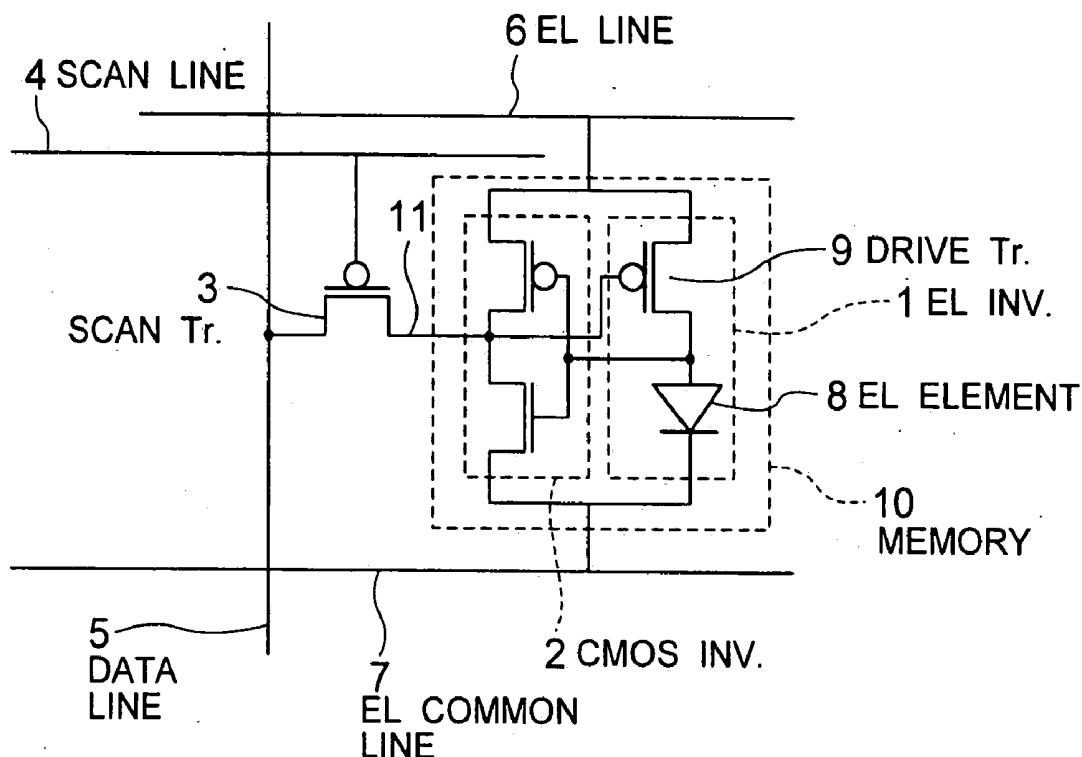 6 EL LINE
4 SCAN LINE
11
3
SCAN Tr.
9 DRIVE Tr.
1 EL INV.
8 EL ELEMENT
10
MEMORY
2 CMOS INV.
5
DATA
LINE
7
EL COMMON
LINE